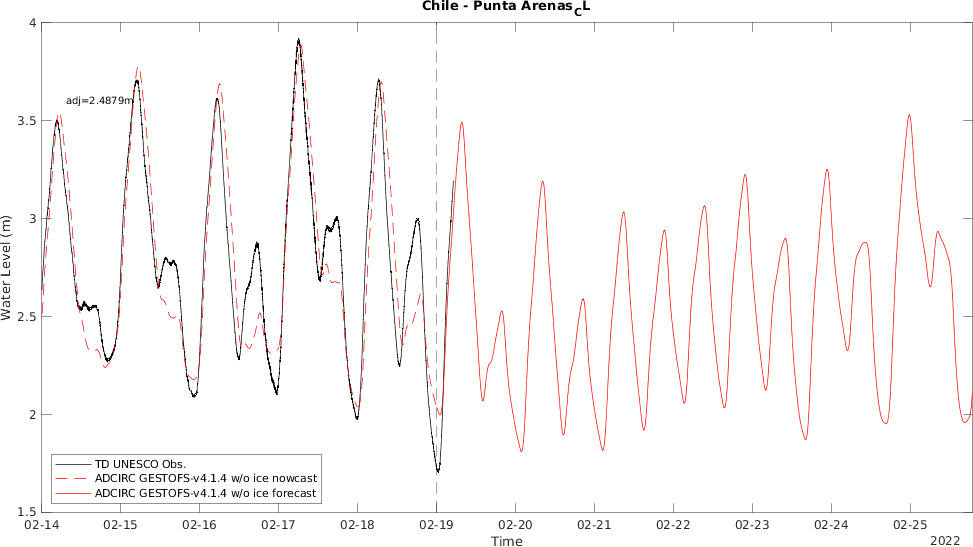 Chile - Punta Arenas_CL
4
3.5
3
2.5
2
1.5
Water Level (m)
adj=2.4879m
TD UNESCO Obs.
ADCIRC GESTOFS-v4.1.4 w/o ice nowcast
ADCIRC GESTOFS-v4.1.4 w/o ice forecast
02-14 02-15 02-16 02-17 02-18 02-19 02-20 02-21 02-22 02-23 02-24 02-25
Time
2022